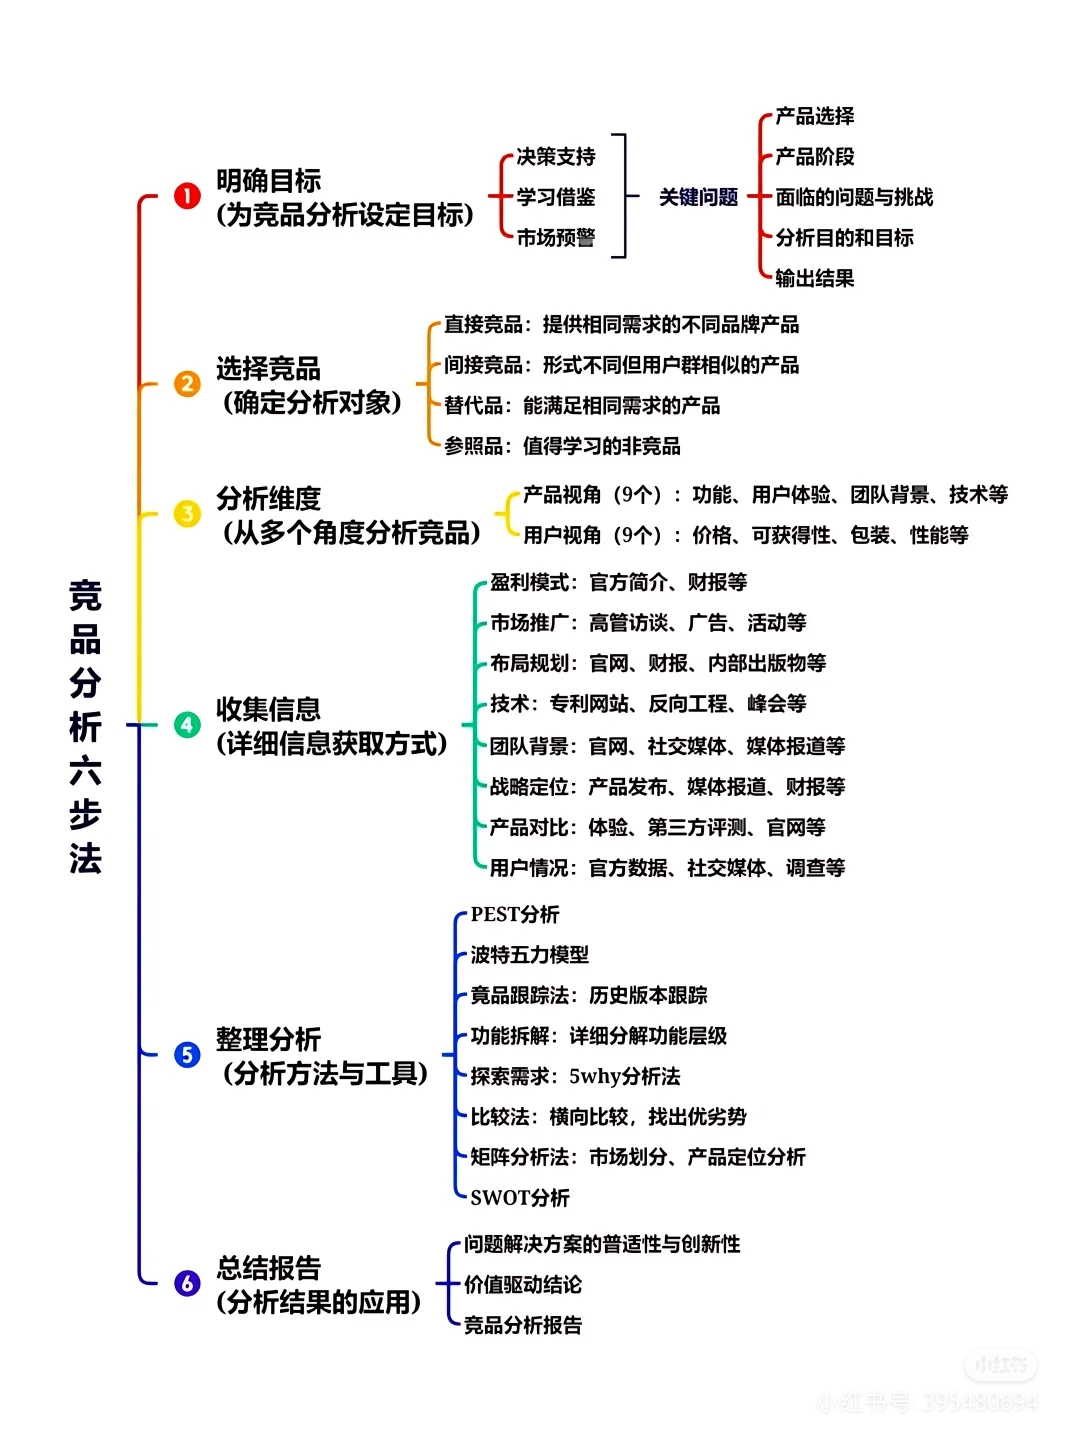 竞品分析六步法
1
明确目标
(为竞品分析设定目标)
决策支持
学习借鉴
市场预警
关键问题
产品选择
产品阶段
面临的问题与挑战
分析目的和目标
输出结果
2
选择竞品
(确定分析对象)
直接竞品：提供相同需求的不同品牌产品
间接竞品：形式不同但用户群相似的产品
替代品：能满足相同需求的产品
参照品：值得学习的非竞品
3
分析维度
(从多个角度分析竞品)
产品视角（9个）：功能、用户体验、团队背景、技术等
用户视角（9个）：价格、可获得性、包装、性能等
4
收集信息
(详细信息获取方式)
盈利模式：官方简介、财报等
市场推广：高管访谈、广告、活动等
布局规划：官网、财报、内部出版物等
技术：专利网站、反向工程、峰会等
团队背景：官网、社交媒体、媒体报道等
战略定位：产品发布、媒体报道、财报等
产品对比：体验、第三方评测、官网等
用户情况：官方数据、社交媒体、调查等
5
整理分析
(分析方法与工具)
PEST分析
波特五力模型
竟品跟踪法：历史版本跟踪
功能拆解：详细分解功能层级
探索需求：5why分析法
比较法：横向比较，找出优劣势
矩阵分析法：市场划分、产品定位分析
SWOT分析
6
总结报告
(分析结果的应用)
问题解决方案的普适性与创新性
价值驱动结论
竞品分析报告
小红书
小红书号: 395480694